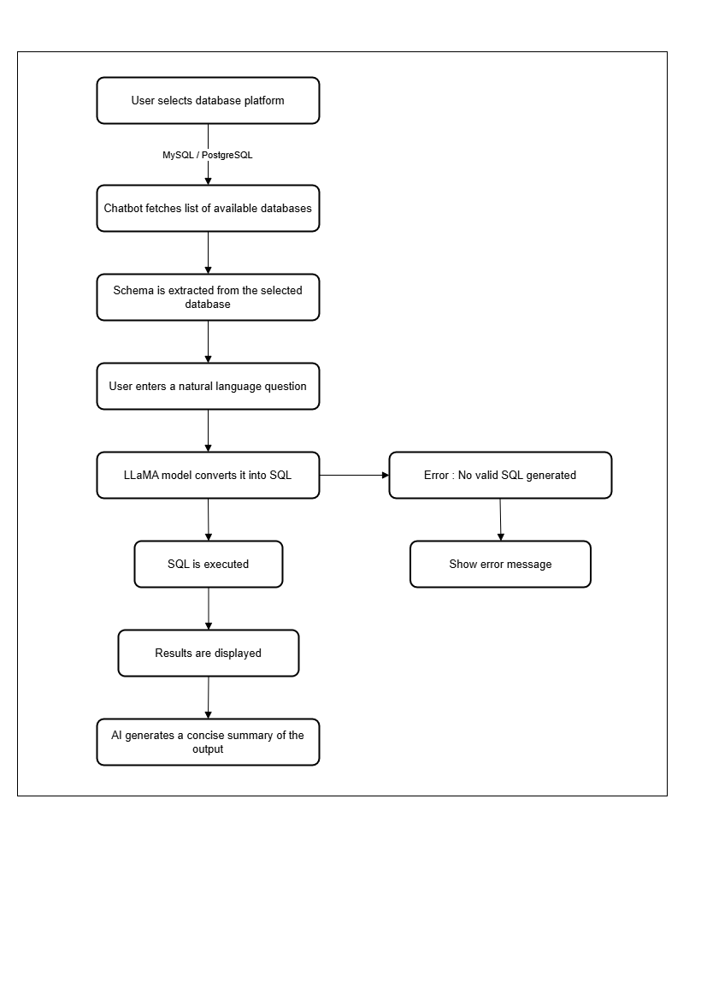 User selects database platform
MySQL / PostgreSQL
Chatbot fetches list of available databases
Schema is extracted from the selected
database
User enters a natural language question
LLaMA model converts it into SQL
Error : No valid SQL generated
SQL is executed
Show error message
Results are displayed
AI generates a concise summary of the
output